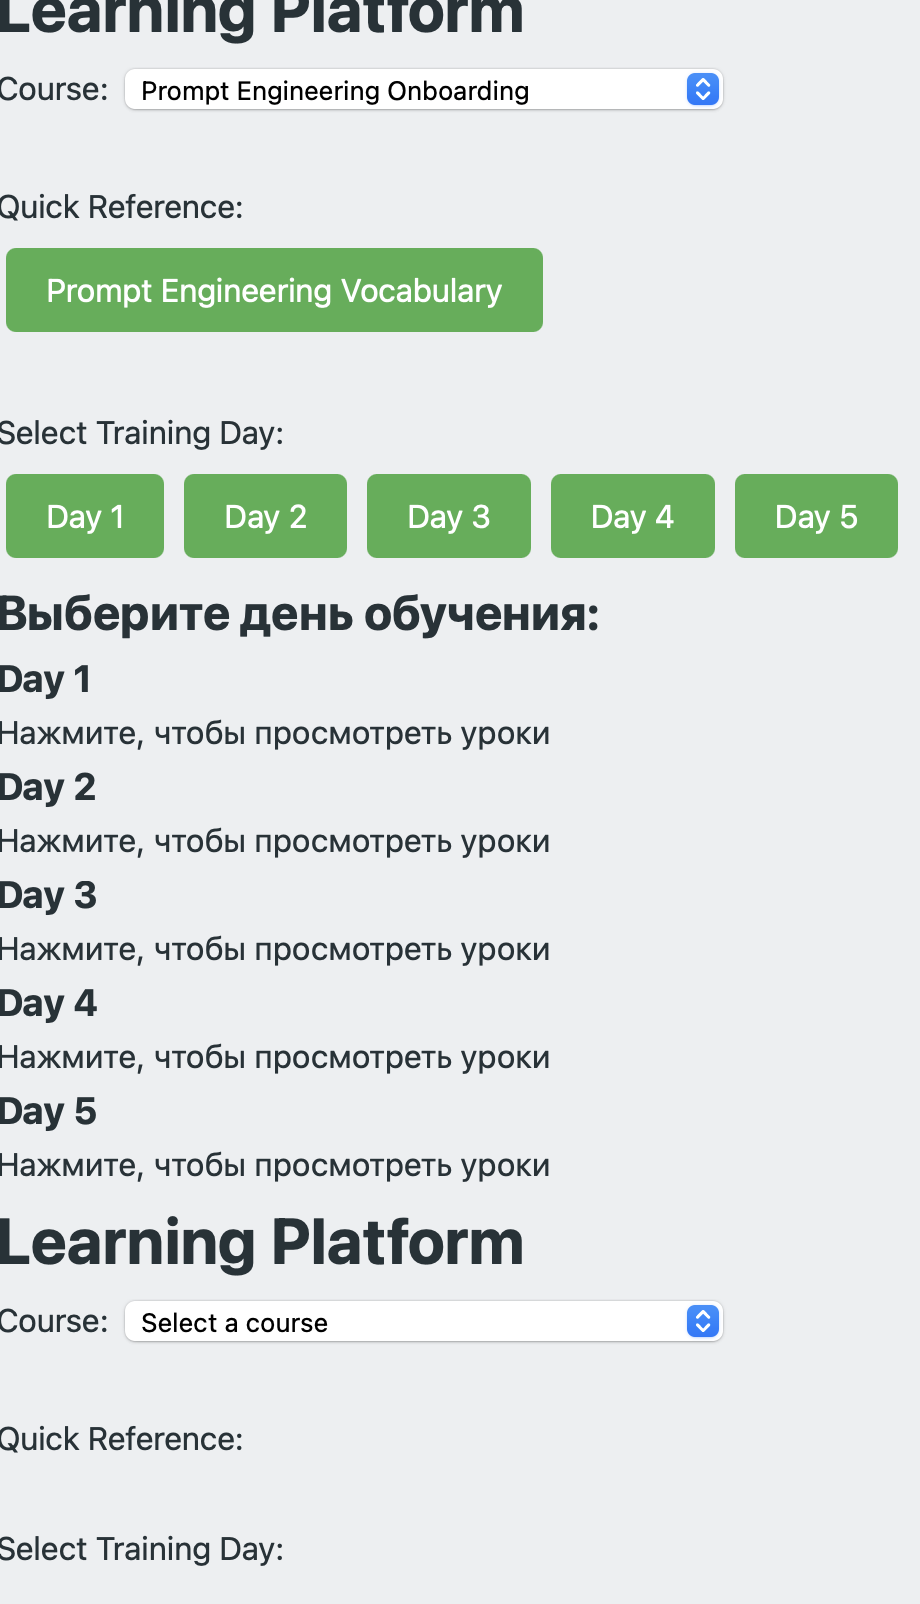 Learning Platform
Course: Prompt Engineering Onboarding
Quick Reference:
Prompt Engineering Vocabulary
Select Training Day:
Day 1 Day 2 Day 3 Day 4 Day 5
Выберите день обучения:
Day 1
Нажмите, чтобы просмотреть уроки
Day 2
Нажмите, чтобы просмотреть уроки
Day 3
Нажмите, чтобы просмотреть уроки
Day 4
Нажмите, чтобы просмотреть уроки
Day 5
Нажмите, чтобы просмотреть уроки
Learning Platform
Course: Select a course
Quick Reference:
Select Training Day: